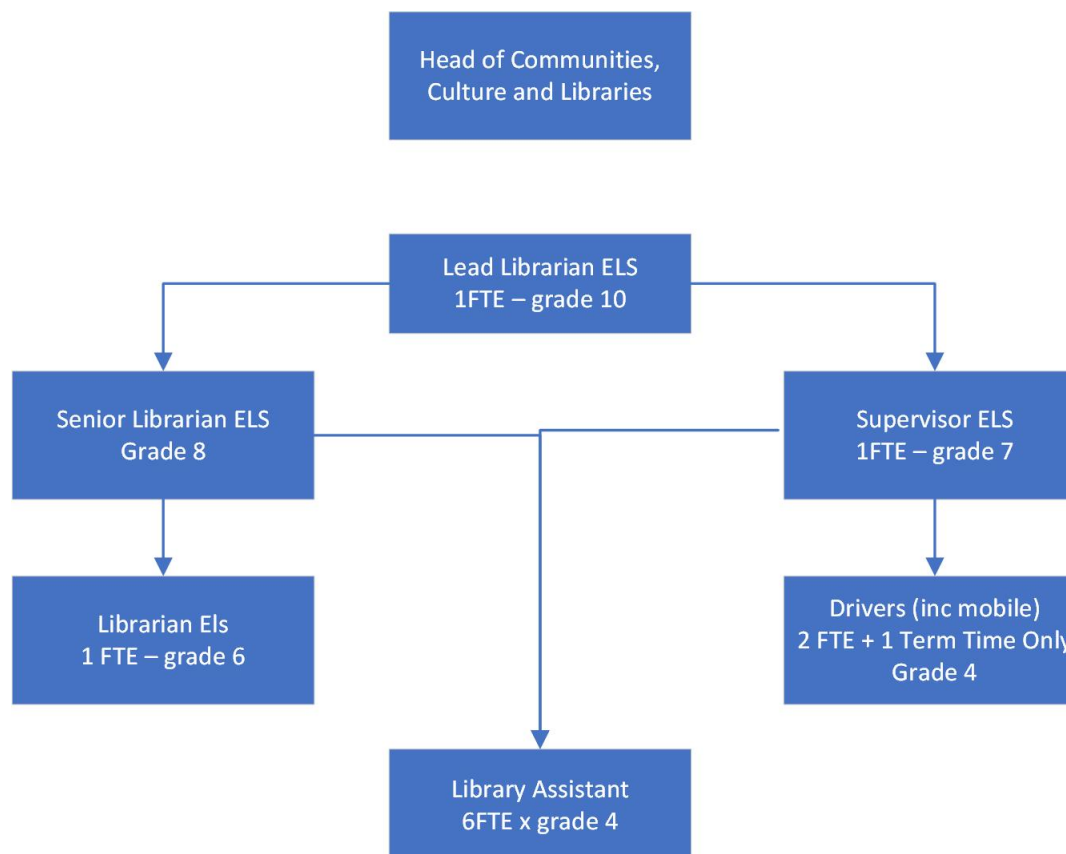 Head of Communities,
Culture and Libraries
Lead Librarian ELS
1FTE – grade 10
Senior Librarian ELS
Grade 8
Supervisor ELS
1FTE – grade 7
Librarian Els
1 FTE – grade 6
Drivers (inc mobile)
2 FTE + 1 Term Time Only
Grade 4
Library Assistant
6FTE x grade 4